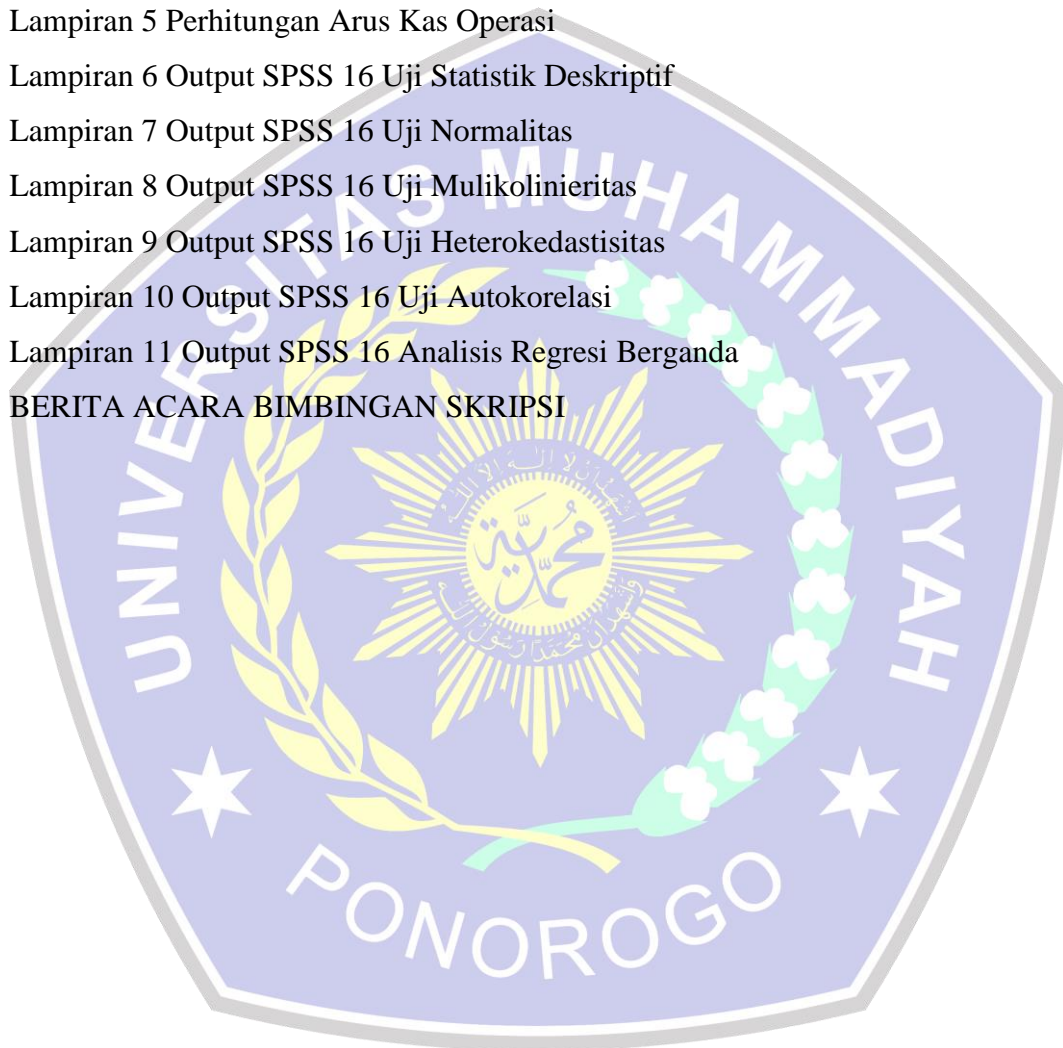 Lampiran 5 Perhitungan Arus Kas Operasi
Lampiran 6 Output SPSS 16 Uji Statistik Deskriptif
Lampiran 7 Output SPSS 16 Uji Normalitas
Lampiran 8 Output SPSS 16 Uji Mulikolinieritas
Lampiran 9 Output SPSS 16 Uji Heterokedastisitas
Lampiran 10 Output SPSS 16 Uji Autokorelasi
Lampiran 11 Output SPSS 16 Analisis Regresi Berganda
BERITA ACARA BIMBINGAN SKRIPSI
UNIVERSITAS MUHAMMADIYAH
محمدية
PONOROGO